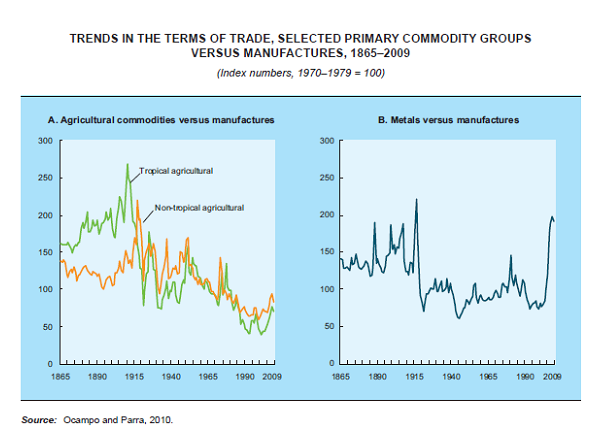 TRENDS IN THE TERMS OF TRADE, SELECTED PRIMARY COMMODITY GROUPS
VERSUS MANUFACTURES, 1865–2009
(Index numbers, 1970–1979 = 100)
A. Agricultural commodities versus manufactures
300
250
200
150
100
50
0
Tropical agricultural
Non-tropical agricultural
1865 1890 1915 1940 1965 1990 2009
B. Metals versus manufactures
300
250
200
150
100
50
0
1865 1890 1915 1940 1965 1990 2009
Source: Ocampo and Parra, 2010.